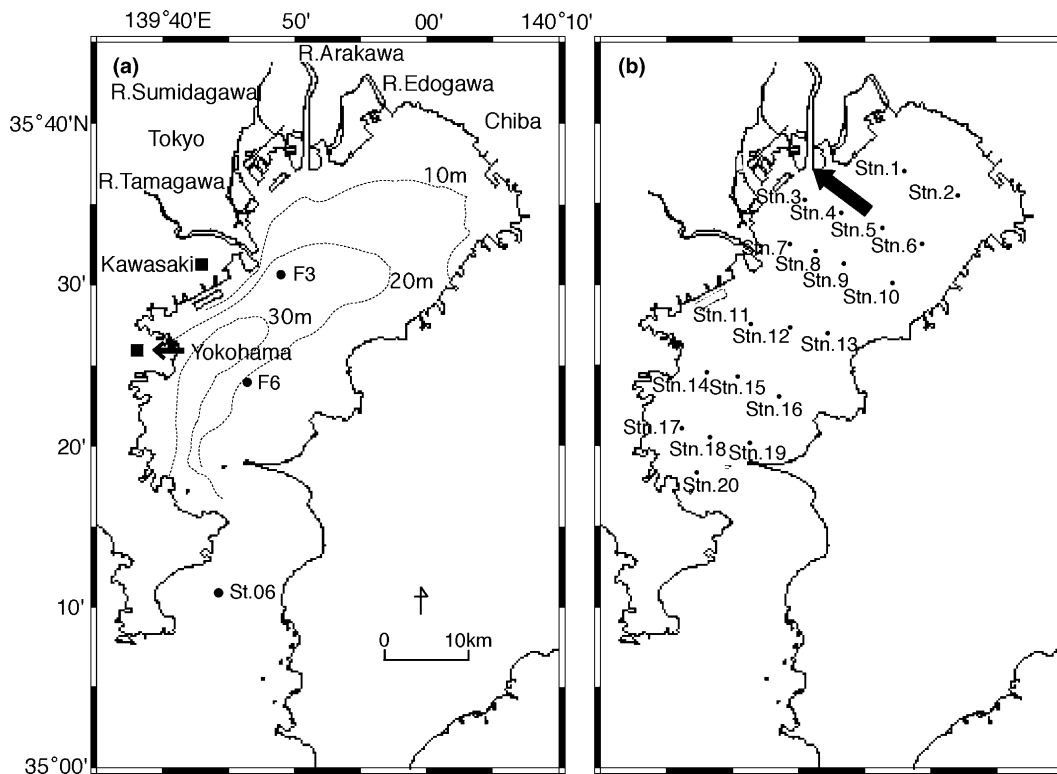 139°40'E
50'
00'
140°10'
(a)
R.Arakawa
R.Edogawa
R.Sumidagawa
Chiba
35°40'N
Tokyo
R.Tamagawa
10m
Kawasaki
F3
20m
30'
30m
Yokohama
F6
20'
St.06
10'
0
10km
35°00'
(b)
Stn.1
Stn.2
Stn.3
Stn.4
Stn.5
Stn.6
Stn.7
Stn.8
Stn.9
Stn.10
Stn.11
Stn.12
Stn.13
Stn.14
Stn.15
Stn.16
Stn.17
Stn.18
Stn.19
Stn.20